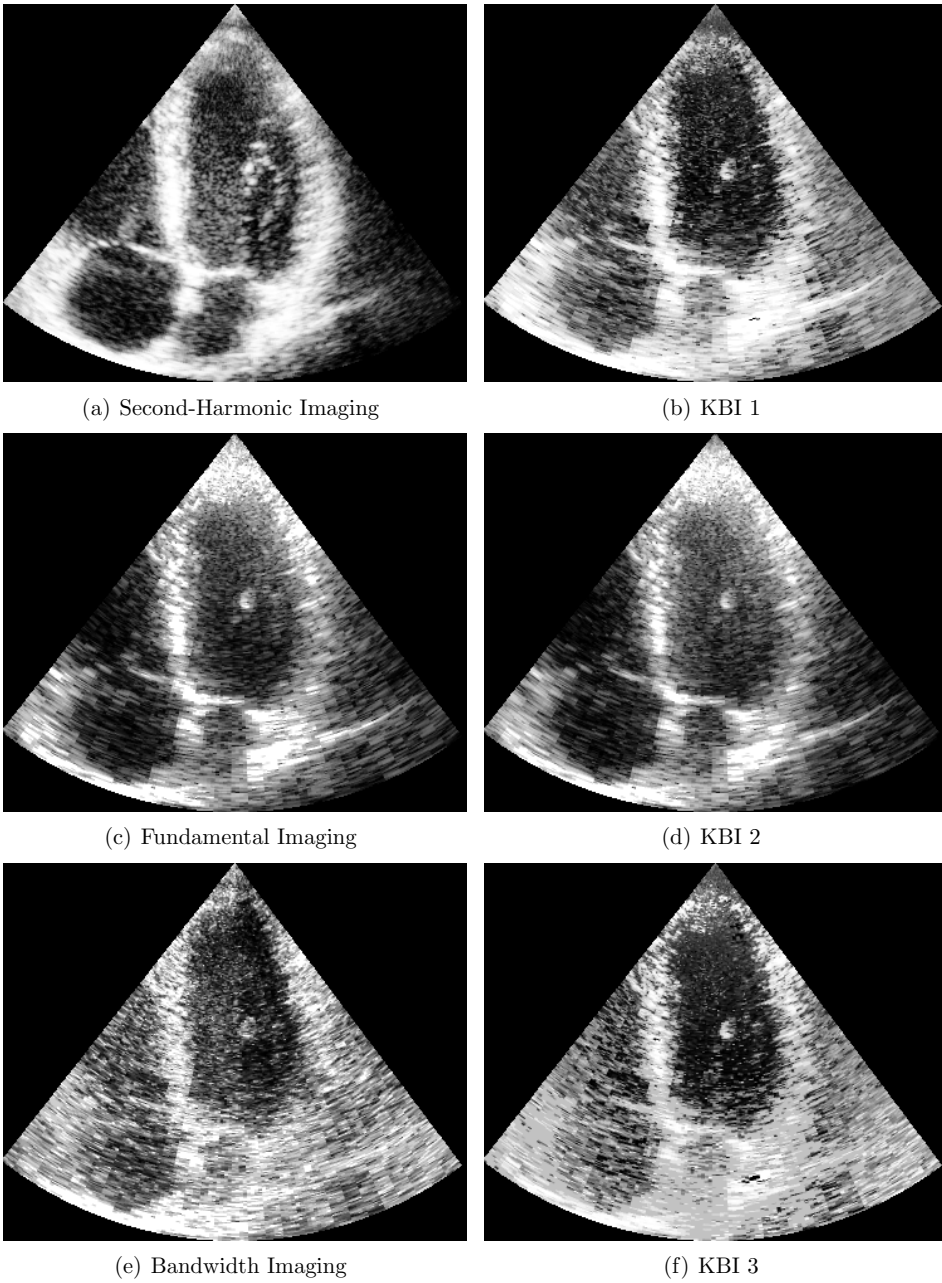 (a) Second-Harmonic Imaging
(b) KBI 1
(c) Fundamental Imaging
(d) KBI 2
(e) Bandwidth Imaging
(f) KBI 3